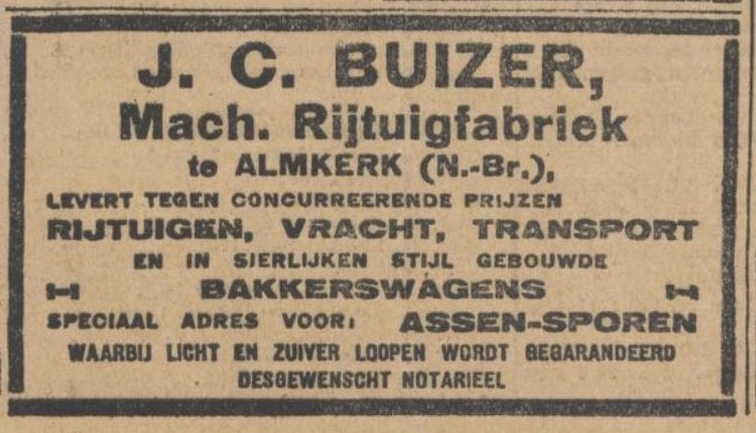 J. C. BUIZER,
Mach. Rijtuigfabriek
te ALMKERK (N.-Br.),
LEVERT TEGEN CONCURREERENDE PRIJZEN
RIJTUIGEN, VRACHT, TRANSPORT
EN IN SIERLIJKEN STIJL GEBOUWDE
BAKKERSWAGENS
SPECIAAL ADRES VOOR: ASSEN-SPOREN
WAARBIJ LICHT EN ZUIVER LOOPEN WORDT GEGARANDEERD
DESGEWENSCHT NOTARIEEL